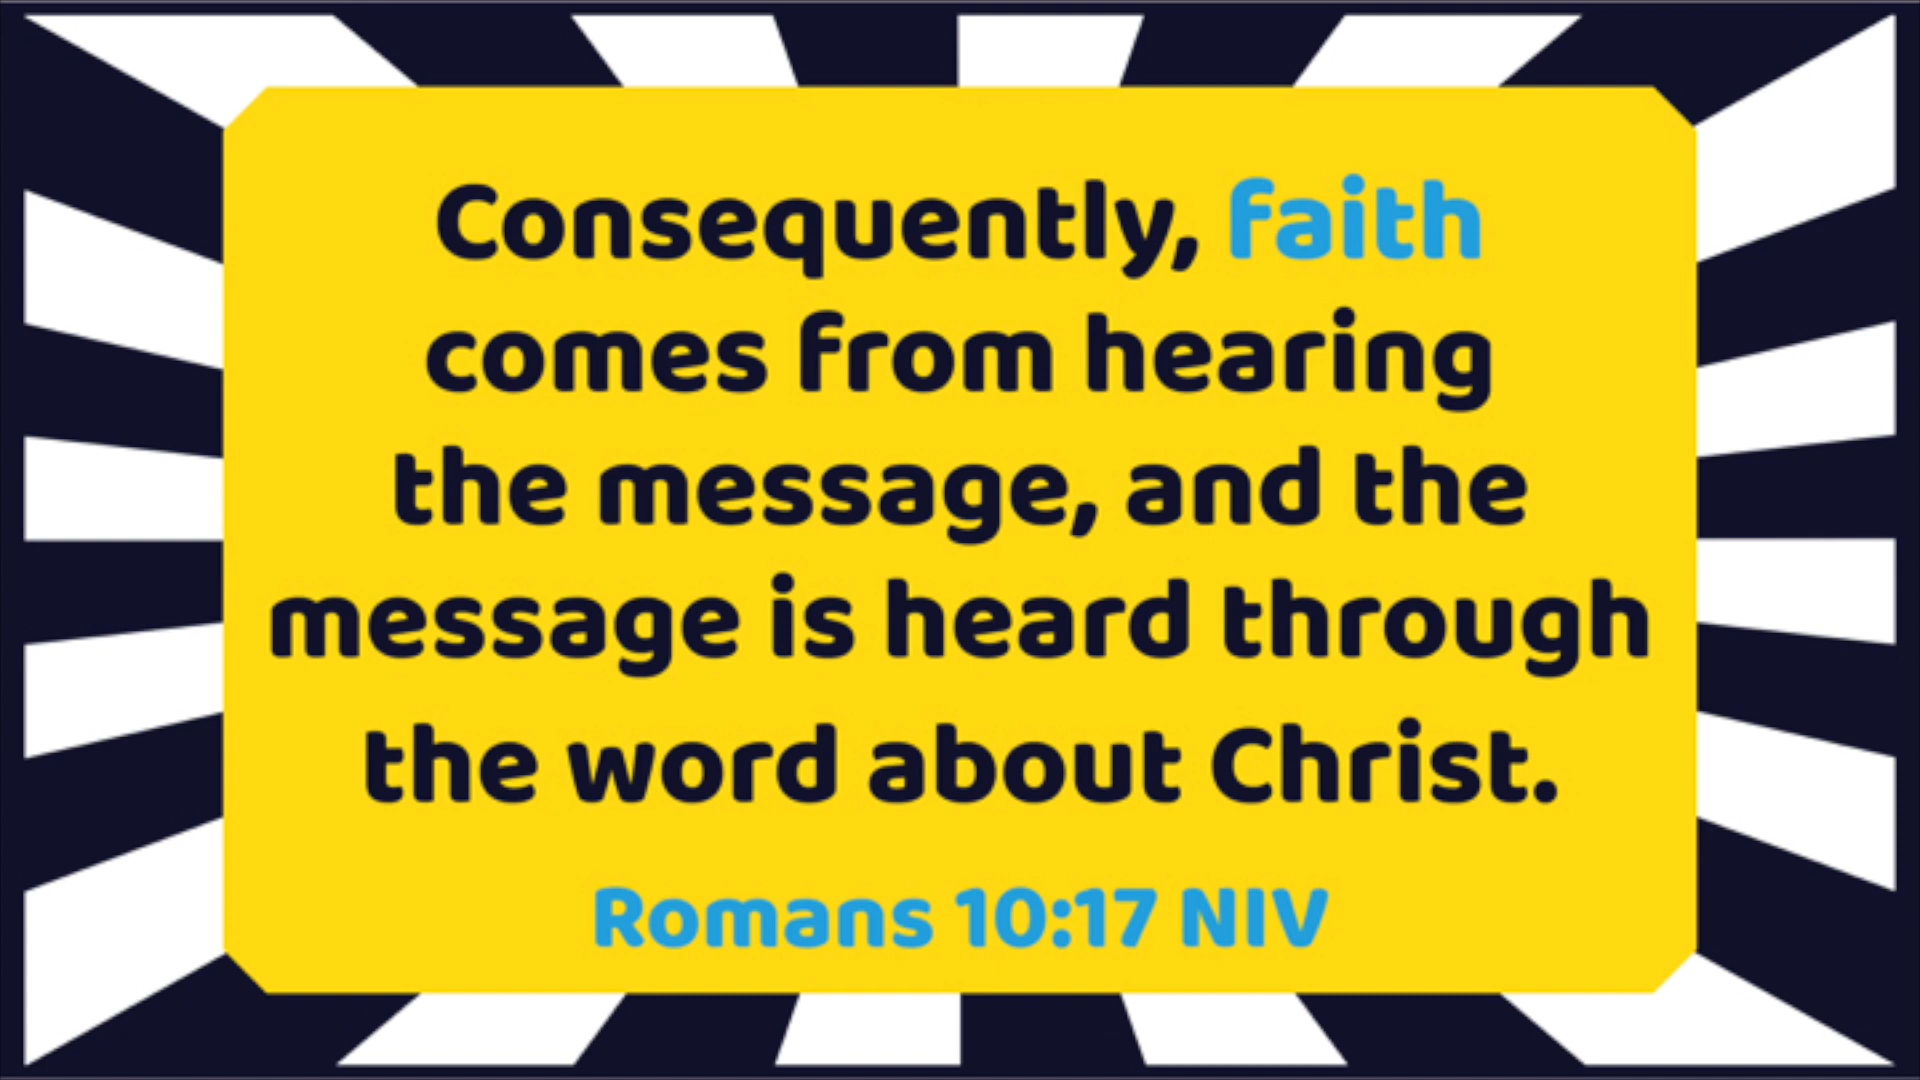 Consequently, faith
comes from hearing
the message, and the
message is heard through
the word about Christ.
Romans 10:17 NIV